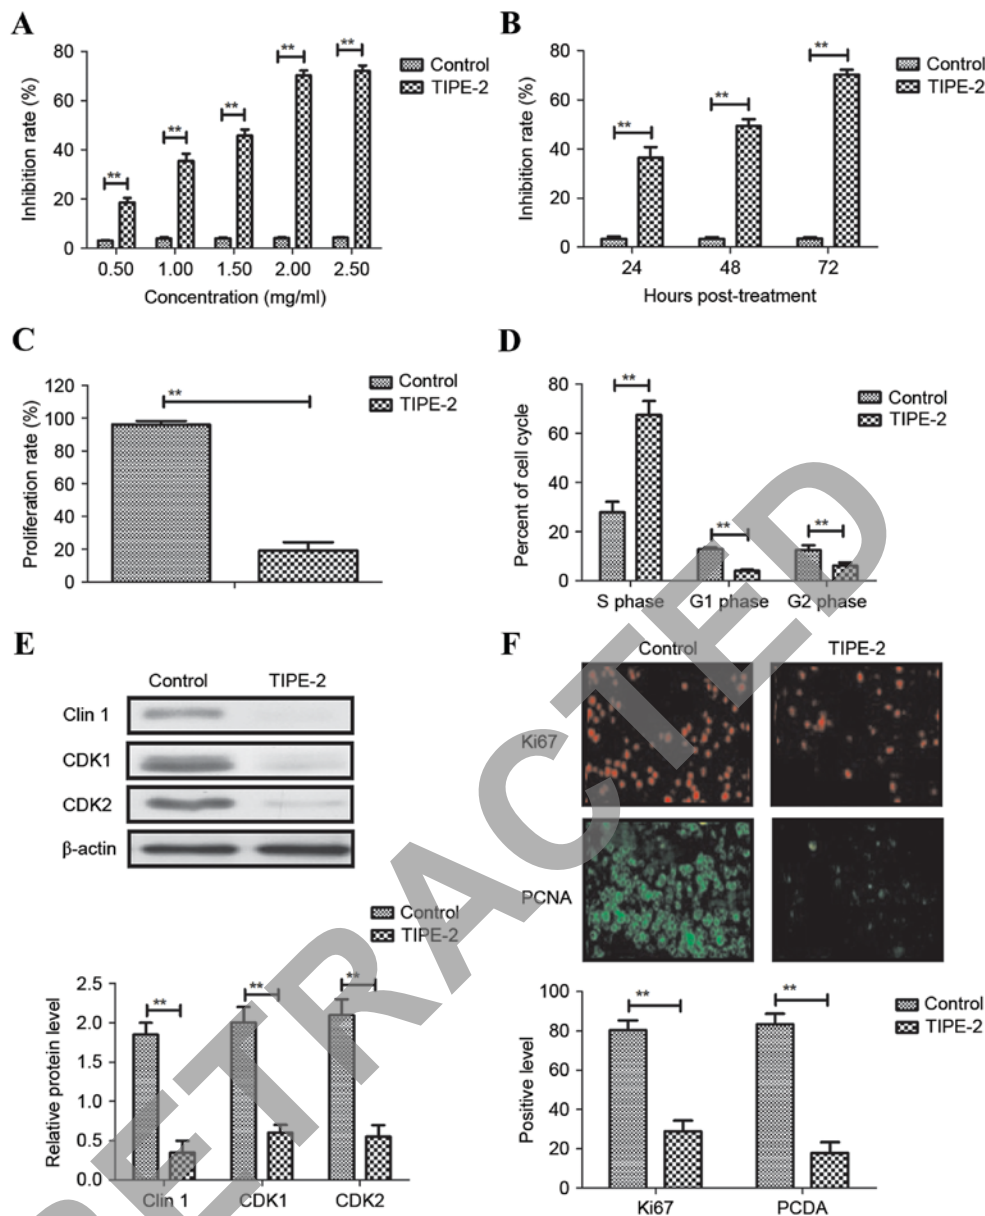 A
80
60
40
20
0
Inhibition rate (%)
**
**
**
**
**
0.50 1.00 1.50 2.00 2.50
Concentration (mg/ml)
Control
TIPE-2
B
80
60
40
20
0
Inhibition rate (%)
**
**
**
24 48 72
Hours post-treatment
Control
TIPE-2
C
120
100
80
60
40
20
0
Proliferation rate (%)
**
Control
TIPE-2
D
80
60
40
20
0
Percent of cell cycle
**
**
**
S phase G1 phase G2 phase
Control
TIPE-2
E
Control TIPE-2
Clin 1
CDK1
CDK2
β-actin
Control
TIPE-2
2.5
2.0
1.5
1.0
0.5
0.0
Relative protein level
**
**
**
Clin 1 CDK1 CDK2
F
Control TIPE-2
Ki67
PCNA
100
80
60
40
20
0
Positive level
**
**
Ki67 PCDA
Control
TIPE-2
RETRACTED